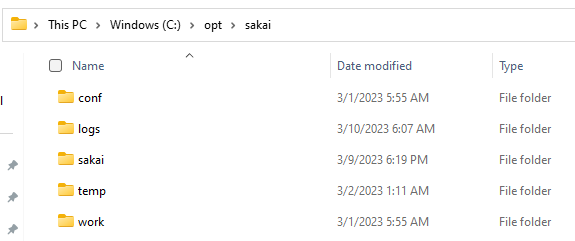 This PC > Windows (C:) > opt > sakai
Name Date modified Type
conf 3/1/2023 5:55 AM File folder
logs 3/10/2023 6:07 AM File folder
sakai 3/9/2023 6:19 PM File folder
temp 3/2/2023 1:11 AM File folder
work 3/1/2023 5:55 AM File folder